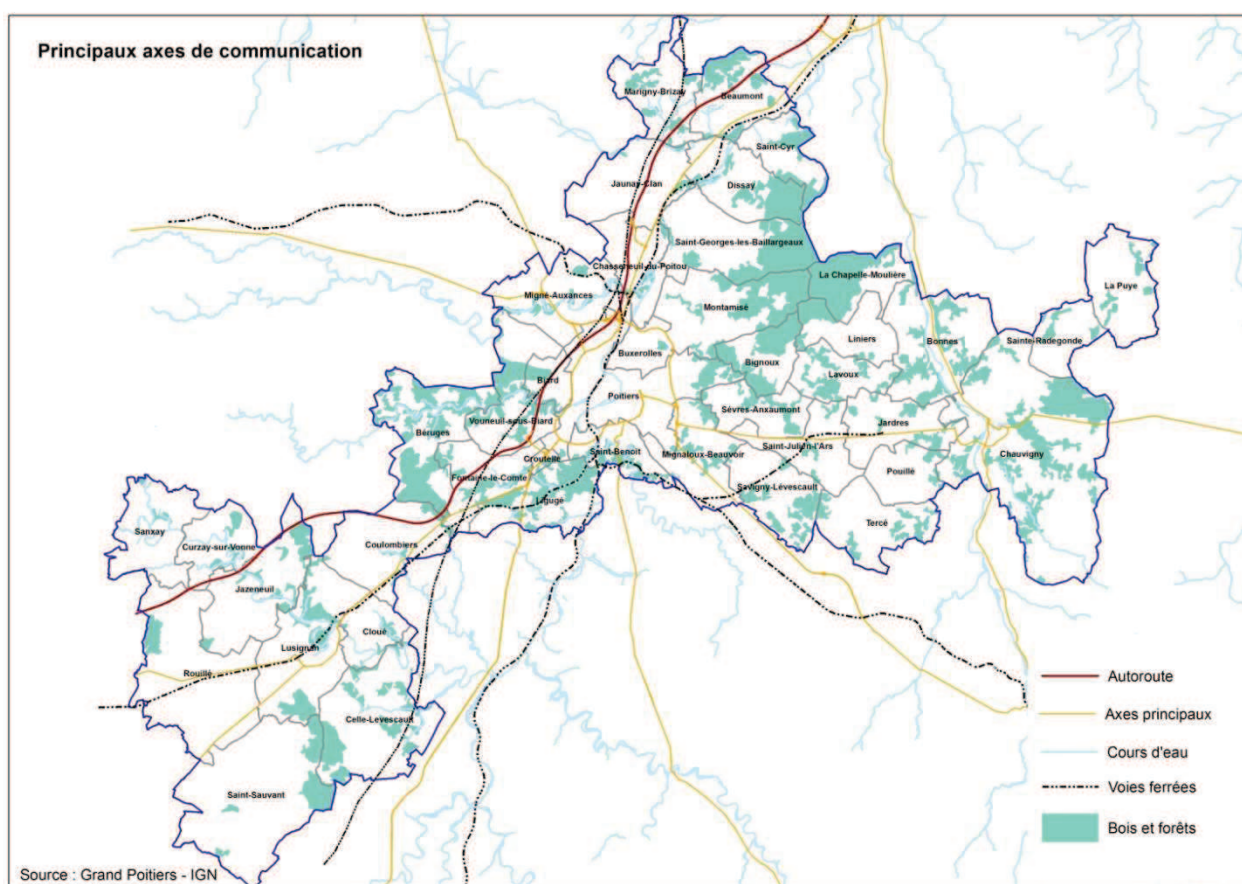 Principaux axes de communication
Marigny-Brizay
Beaumont
Saint-Cyr
Jaunay-Clan
Dissay
Saint-Georges-les-Baillargeaux
Chasseneuil-du-Poitou
La Chapelle-Moulière
La Puye
Migné-Auxances
Montamisé
Liniers
Bonnes
Sainte-Radegonde
Buxerolles
Bignoux
Lavoux
Biard
Poitiers
Sèvres-Anxaumont
Vouneuil-sous-Biard
Jardres
Béruges
Saint-Julien-l'Ars
Croutelle
Saint-Benoit
Mignaloux-Beauvoir
Chauvigny
Fontaine-le-Comte
Pouillé
Savigny-Lévescault
Ligugé
Tercé
Sanxay
Curzay-sur-Vonne
Coulombiers
Jazeneuil
Cloué
Lusignan
Rouillé
Celle-Levescault
Saint-Sauvant
Autoroute
Axes principaux
Cours d'eau
Voies ferrées
Bois et forêts
Source : Grand Poitiers - IGN